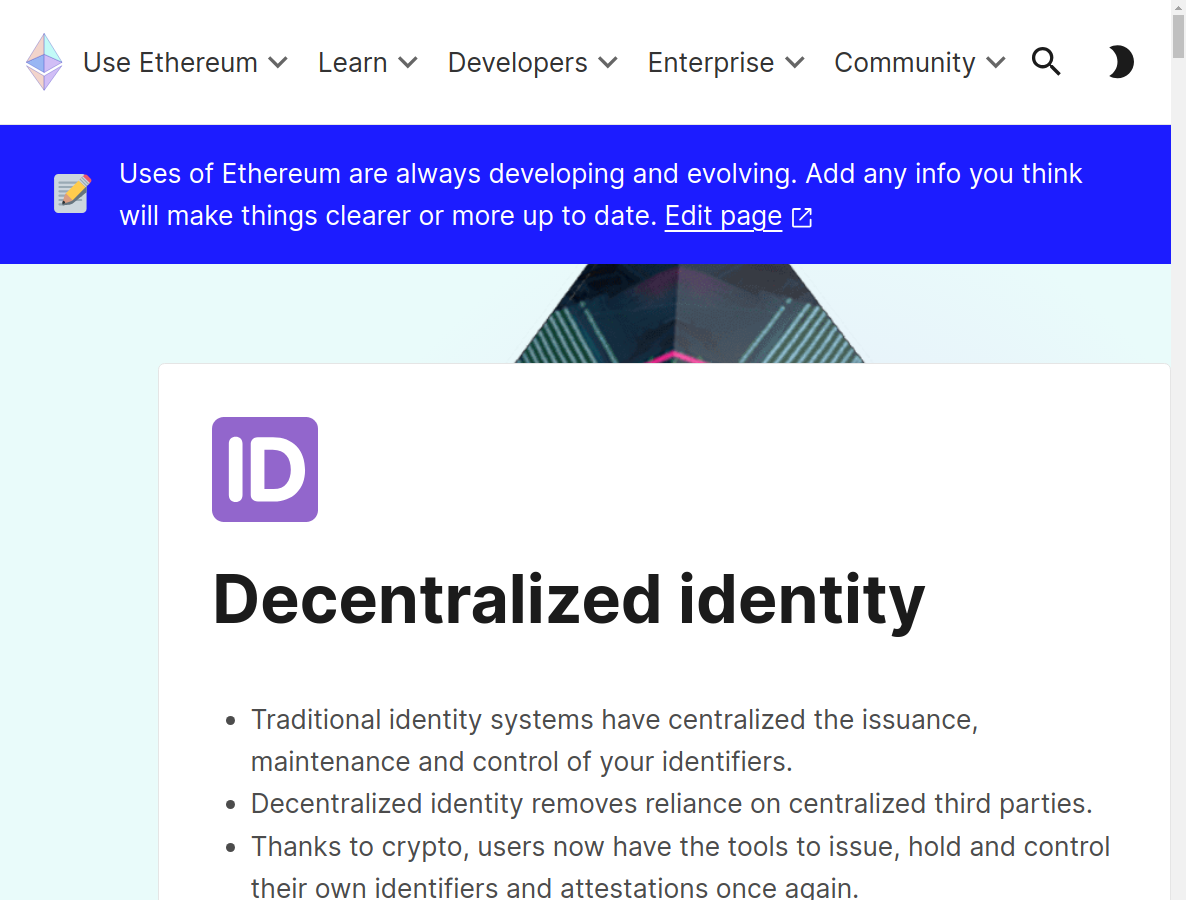 Use Ethereum Learn Developers Enterprise Community
Uses of Ethereum are always developing and evolving. Add any info you think
will make things clearer or more up to date. Edit page
ID
Decentralized identity
Traditional identity systems have centralized the issuance,
maintenance and control of your identifiers.
Decentralized identity removes reliance on centralized third parties.
Thanks to crypto, users now have the tools to issue, hold and control
their own identifiers and attestations once again.